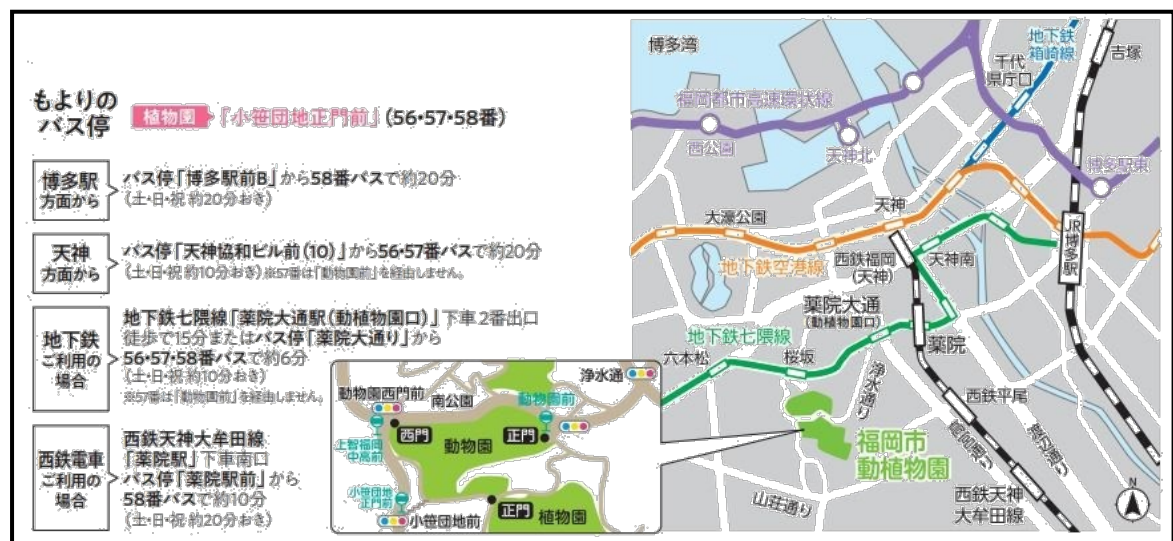 もよりの
バス停
植物園 「小笹団地正門前」(56・57・58番)
博多駅
方面から
バス停「博多駅前B」から58番バスで約20分
(土・日・祝 約20分おき)
天神
方面から
バス停「天神協和ビル前(10)」から56・57番バスで約20分
(土・日・祝 約10分おき)※57番は「動物園前」を経由しません。
地下鉄
ご利用の
場合
地下鉄七隈線「薬院大通駅(動植物園口)」下車2番出口
徒歩で15分またはバス停「薬院大通り」から
56・57・58番バスで約6分
(土・日・祝 約10分おき)
※57番は「動物園前」を経由しません。
西鉄電車
ご利用の
場合
西鉄天神大牟田線
「薬院駅」下車南口
バス停「薬院駅前」から
58番バスで約10分
(土・日・祝 約20分おき)
動物園西門前
南公園
動物園前
浄水通
西門
動物園
正門
上智福岡
中高前
小笹団地
正門前
小笹団地前
正門
植物園
博多湾
地下鉄
箱崎線
吉塚
千代
県庁口
福岡都市高速環状線
西公園
天神北
博多駅東
大濠公園
天神
JR博多駅
地下鉄空港線
西鉄福岡
(天神)
天神南
薬院大通
(動植物園口)
地下鉄七隈線
薬院
六本松
桜坂
浄水通り
西鉄平尾
福岡市
動植物園
山荘通り
西鉄天神
大牟田線
N